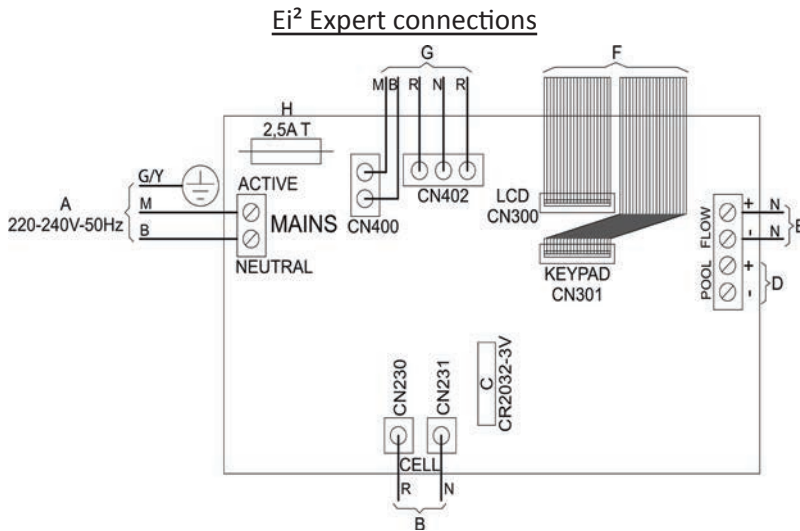 Ei² Expert connections
G
F
M B R N R
H
2,5A T
G/Y
ACTIVE
A
220-240V-50Hz
M
MAINS
B
NEUTRAL
CN400
CN402
LCD
CN300
KEYPAD
CN301
FLOW
+ N
- N
E
POOL
+
-
D
CN230
CN231
C
CR2032-3V
CELL
R N
B